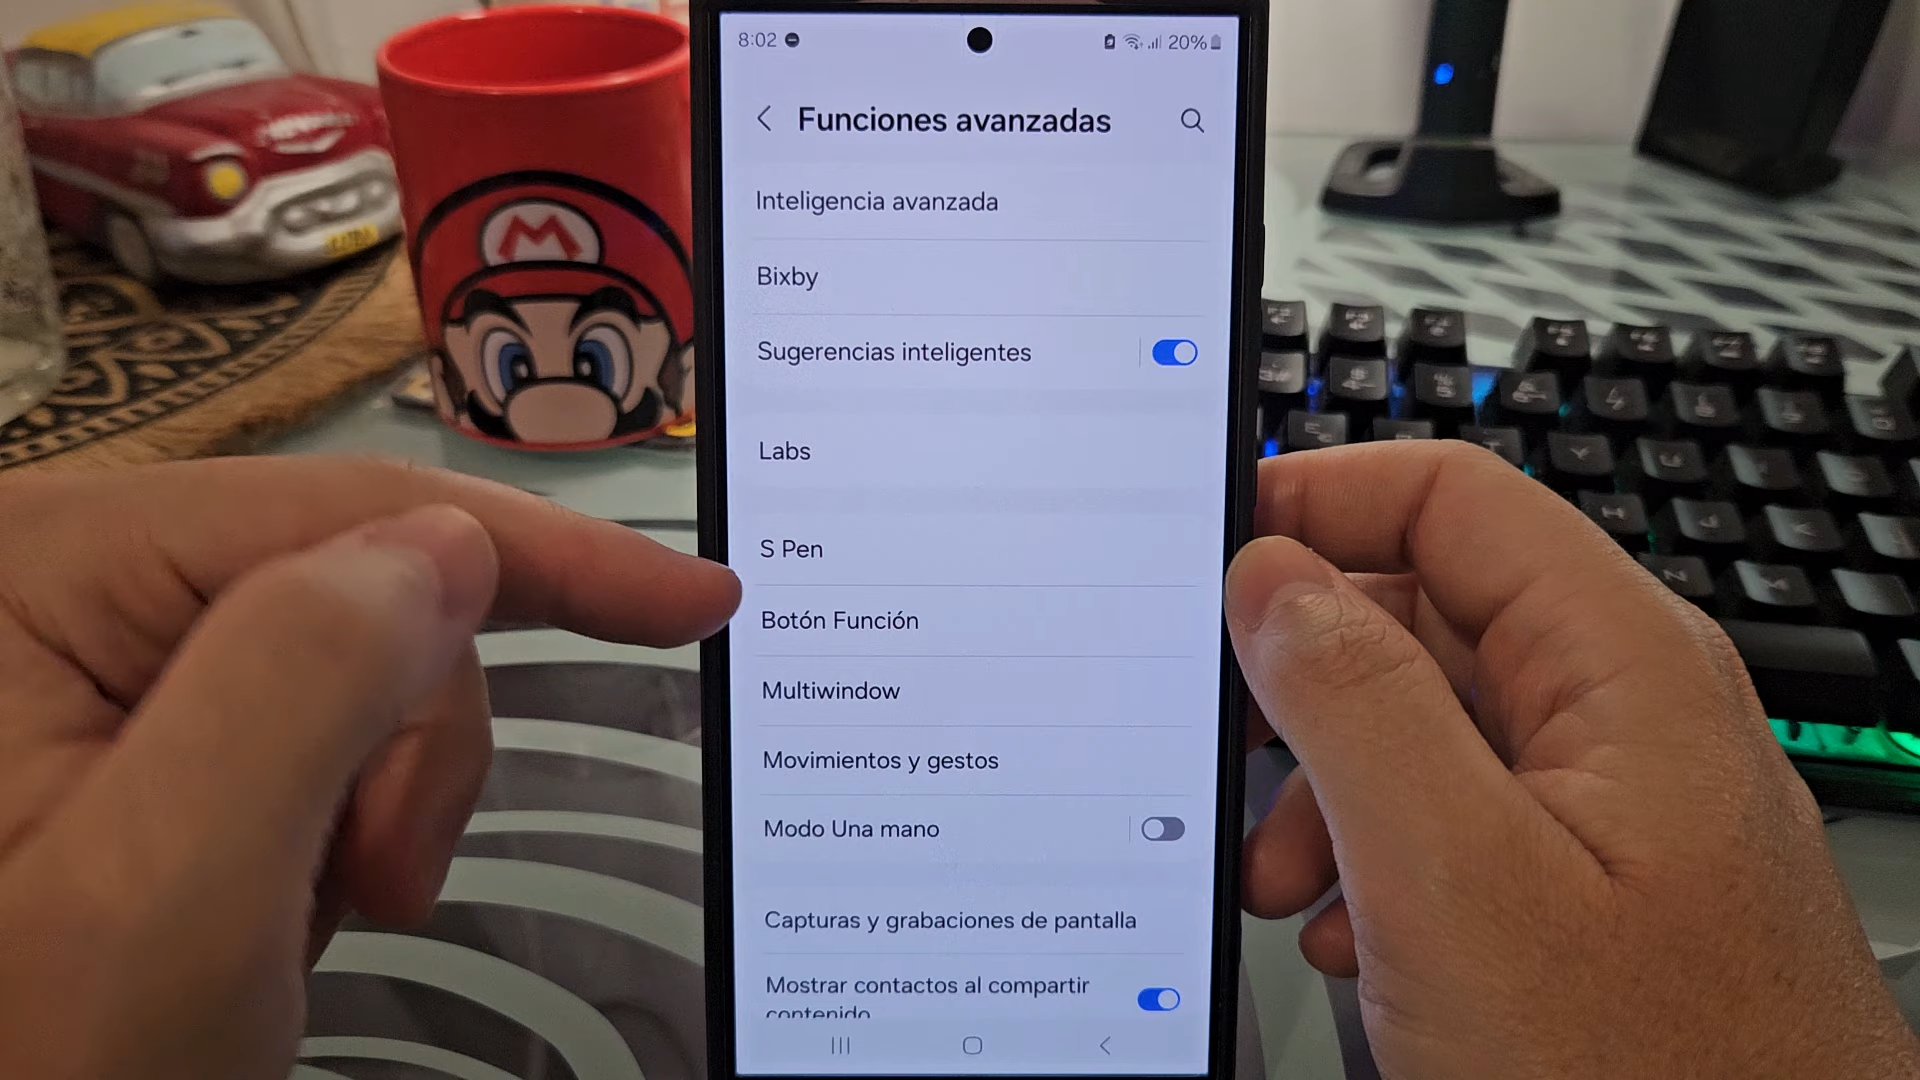 8:02
20%
Funciones avanzadas
Inteligencia avanzada
Bixby
Sugerencias inteligentes
Labs
S Pen
Botón Función
Multiwindow
Movimientos y gestos
Modo Una mano
Capturas y grabaciones de pantalla
Mostrar contactos al compartir
contenido
M